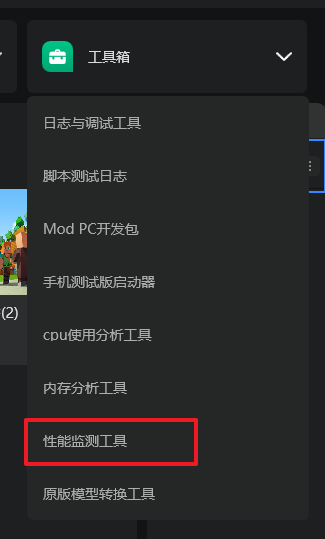 工具箱
日志与调试工具
脚本测试日志
Mod PC开发包
手机测试版启动器
(2)
cpu使用分析工具
内存分析工具
性能监测工具
原版模型转换工具